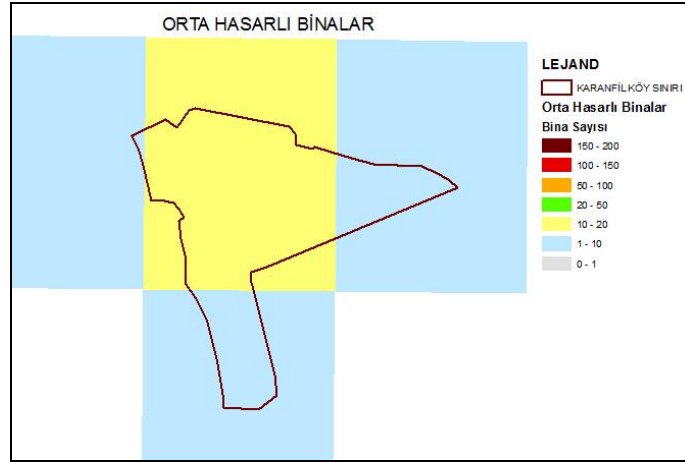 ORTA HASARLI BİNALAR
LEJAND
KARANFİLKÖY SINIRI
Orta Hasarlı Binalar
Bina Sayısı
150 - 200
100 - 150
50 - 100
20 - 50
10 - 20
1 - 10
0 - 1